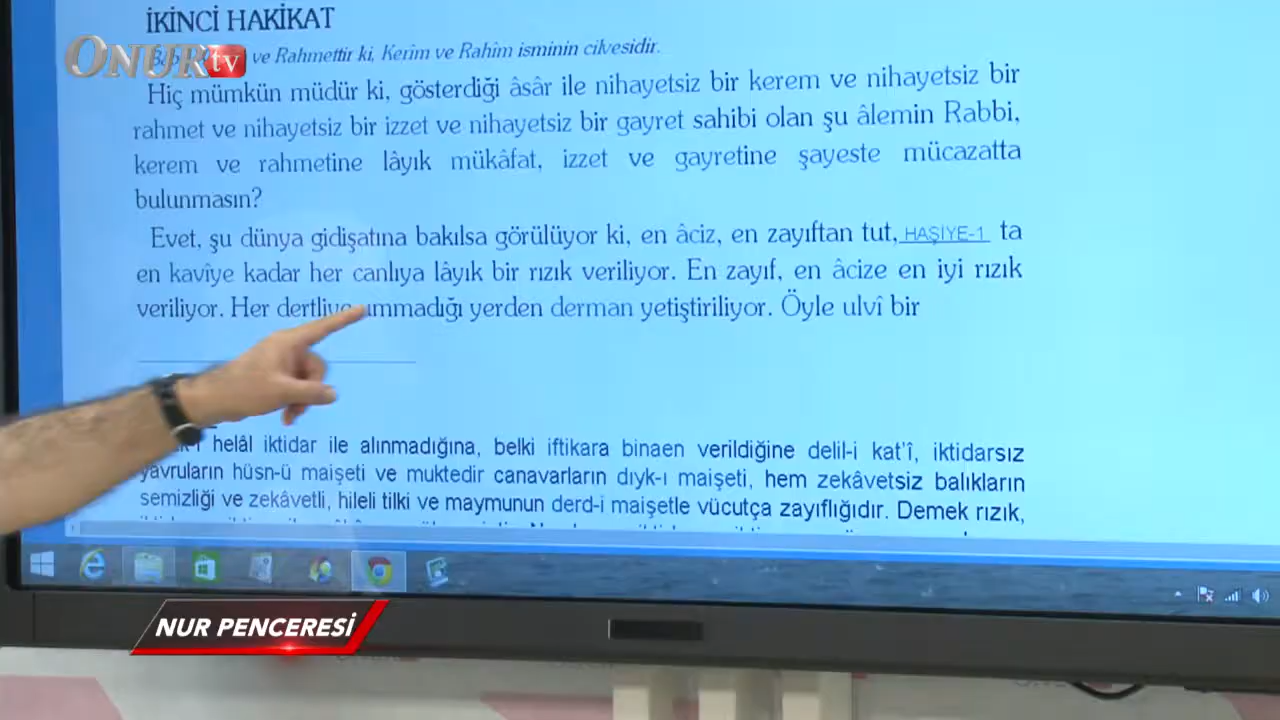 İKİNCİ HAKİKAT
ONUR tv
ve Rahmettir ki, Kerîm ve Rahîm isminin cilvesidir.
Hiç mümkün müdür ki, gösterdiği âsâr ile nihayetsiz bir kerem ve nihayetsiz bir
rahmet ve nihayetsiz bir izzet ve nihayetsiz bir gayret sahibi olan şu âlemin Rabbi,
kerem ve rahmetine lâyık mükâfat, izzet ve gayretine şayeste mücazatta
bulunmasın?
Evet, şu dünya gidişatına bakılsa görülüyor ki, en âciz, en zayıftan tut, HAŞİYE-1 ta
en kavîye kadar her canlıya lâyık bir rızık veriliyor. En zayıf, en âcize en iyi rızık
veriliyor. Her dertliye ummadığı yerden derman yetiştiriliyor. Öyle ulvî bir
helâl iktidar ile alınmadığına, belki iftikara binaen verildiğine delil-i kat'î, iktidarsız
yavruların hüsn-ü maişeti ve muktedir canavarların dıyk-ı maişeti, hem zekâvetsiz balıkların
semizliği ve zekâvetli, hileli tilki ve maymunun derd-i maişetle vücutça zayıflığıdır. Demek rızık,
NUR PENCERESİ